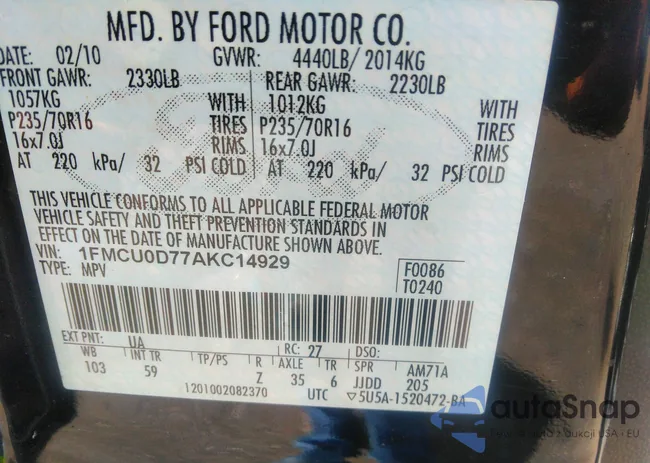 MFD. BY FORD MOTOR CO.
DATE: 02/10 GVWR: 4440LB/ 2014KG
FRONT GAWR: 2330LB REAR GAWR: 2230LB
1057KG WITH 1012KG WITH
P235/70R16 TIRES P235/70R16 TIRES
16x7.0J RIMS 16x7.0J RIMS
AT 220 kPa/ 32 PSI COLD AT 220 kPa/ 32 PSI COLD
Ford
THIS VEHICLE CONFORMS TO ALL APPLICABLE FEDERAL MOTOR
VEHICLE SAFETY AND THEFT PREVENTION STANDARDS IN
EFFECT ON THE DATE OF MANUFACTURE SHOWN ABOVE.
VIN: 1FMCU0D77AKC14929 F0086
TYPE: MPV T0240
EXT PNT: UA RC: 27 DSO:
WB INT TR TP/PS R AXLE TR SPR AM71A
103 59 Z 35 6 JJDD 205
1201002082370 UTC ▽5U5A-1520472-BA
autoSnap
aukcji USA - EU